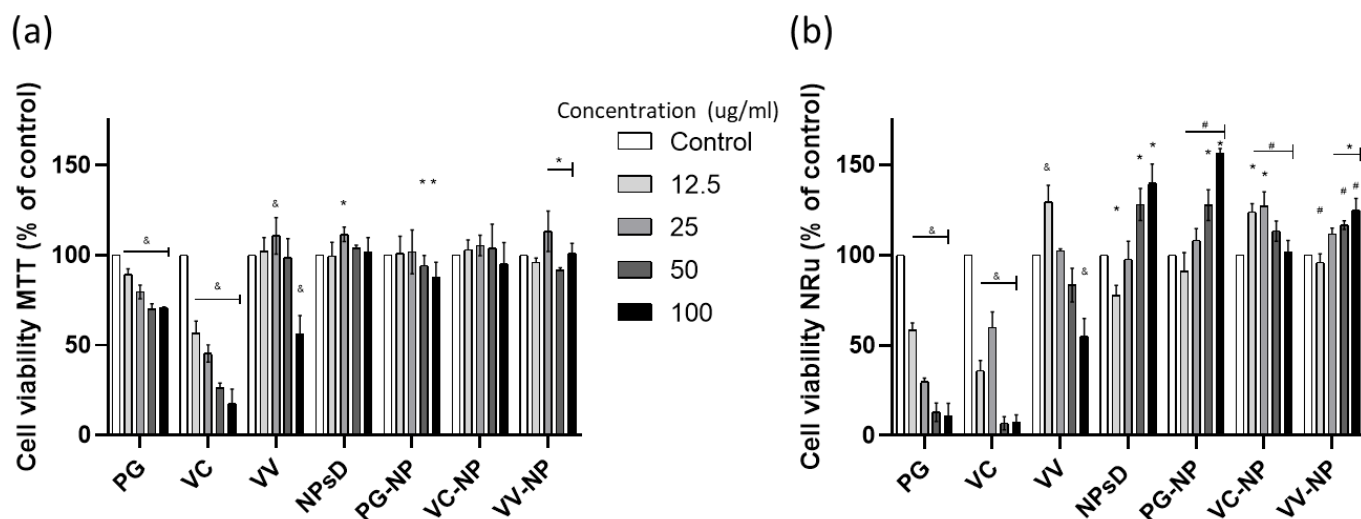 (a)
Cell viability MTT (% of control)
150
100
50
0
&
&
&
&
*
* *
*
PG
VC
VV
NPsD
PG-NP
VC-NP
VV-NP
Concentration (ug/ml)
Control
12.5
25
50
100
(b)
Cell viability NRu (% of control)
150
100
50
0
&
&
&
&
*
*
*
#
*
*
#
*
*
*
#
#
#
PG
VC
VV
NPsD
PG-NP
VC-NP
VV-NP